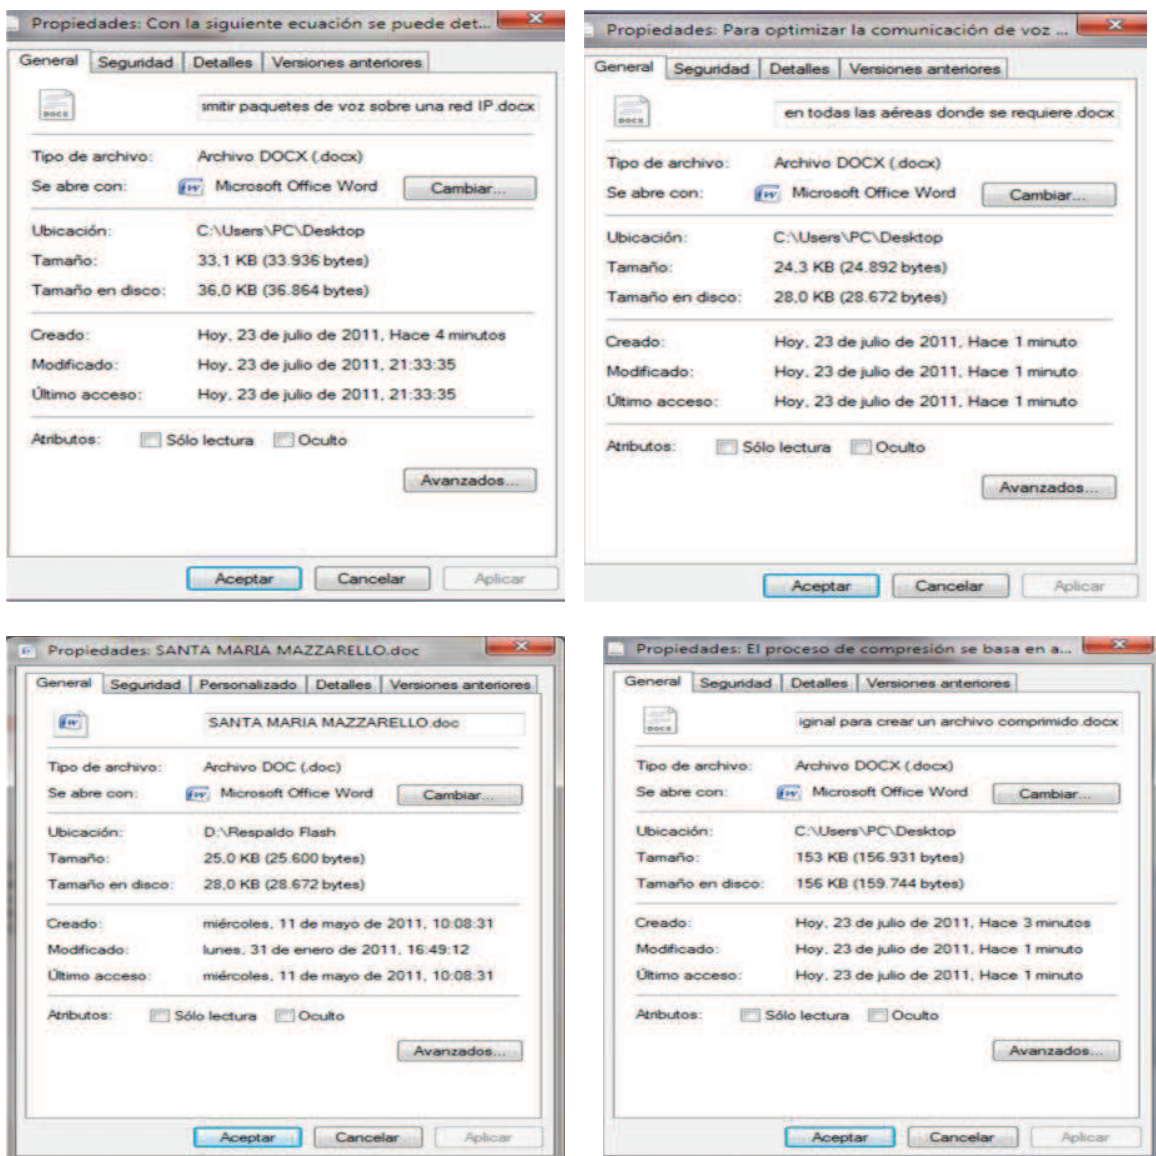 Propiedades: Con la siguiente ecuación se puede det...
General Seguridad Detalles Versiones anteriores
DOCX
mitir paquetes de voz sobre una red IP.docx
Tipo de archivo: Archivo DOCX (.docx)
Se abre con: Microsoft Office Word Cambiar...
Ubicación: C:\Users\PC\Desktop
Tamaño: 33,1 KB (33.936 bytes)
Tamaño en disco: 36,0 KB (36.864 bytes)
Creado: Hoy, 23 de julio de 2011, Hace 4 minutos
Modificado: Hoy, 23 de julio de 2011, 21:33:35
Último acceso: Hoy, 23 de julio de 2011, 21:33:35
Atributos: Sólo lectura Oculto
Avanzados...
Aceptar Cancelar Aplicar
Propiedades: Para optimizar la comunicación de voz ...
General Seguridad Detalles Versiones anteriores
DOCX
en todas las aéreas donde se requiere.docx
Tipo de archivo: Archivo DOCX (.docx)
Se abre con: Microsoft Office Word Cambiar...
Ubicación: C:\Users\PC\Desktop
Tamaño: 24,3 KB (24.892 bytes)
Tamaño en disco: 28,0 KB (28.672 bytes)
Creado: Hoy, 23 de julio de 2011, Hace 1 minuto
Modificado: Hoy, 23 de julio de 2011, Hace 1 minuto
Último acceso: Hoy, 23 de julio de 2011, Hace 1 minuto
Atributos: Sólo lectura Oculto
Avanzados...
Aceptar Cancelar Aplicar
Propiedades: SANTA MARIA MAZZARELLO.doc
General Seguridad Personalizado Detalles Versiones anteriores
SANTA MARIA MAZZARELLO.doc
Tipo de archivo: Archivo DOC (.doc)
Se abre con: Microsoft Office Word Cambiar...
Ubicación: D:\Respaldo Flash
Tamaño: 25,0 KB (25.600 bytes)
Tamaño en disco: 28,0 KB (28.672 bytes)
Creado: miércoles, 11 de mayo de 2011, 10:08:31
Modificado: lunes, 31 de enero de 2011, 16:49:12
Último acceso: miércoles, 11 de mayo de 2011, 10:08:31
Atributos: Sólo lectura Oculto
Avanzados...
Aceptar Cancelar Aplicar
Propiedades: El proceso de compresión se basa en a...
General Seguridad Detalles Versiones anteriores
DOCX
iginal para crear un archivo comprimido.docx
Tipo de archivo: Archivo DOCX (.docx)
Se abre con: Microsoft Office Word Cambiar...
Ubicación: C:\Users\PC\Desktop
Tamaño: 153 KB (156.931 bytes)
Tamaño en disco: 156 KB (159.744 bytes)
Creado: Hoy, 23 de julio de 2011, Hace 3 minutos
Modificado: Hoy, 23 de julio de 2011, Hace 1 minuto
Último acceso: Hoy, 23 de julio de 2011, Hace 1 minuto
Atributos: Sólo lectura Oculto
Avanzados...
Aceptar Cancelar Aplicar